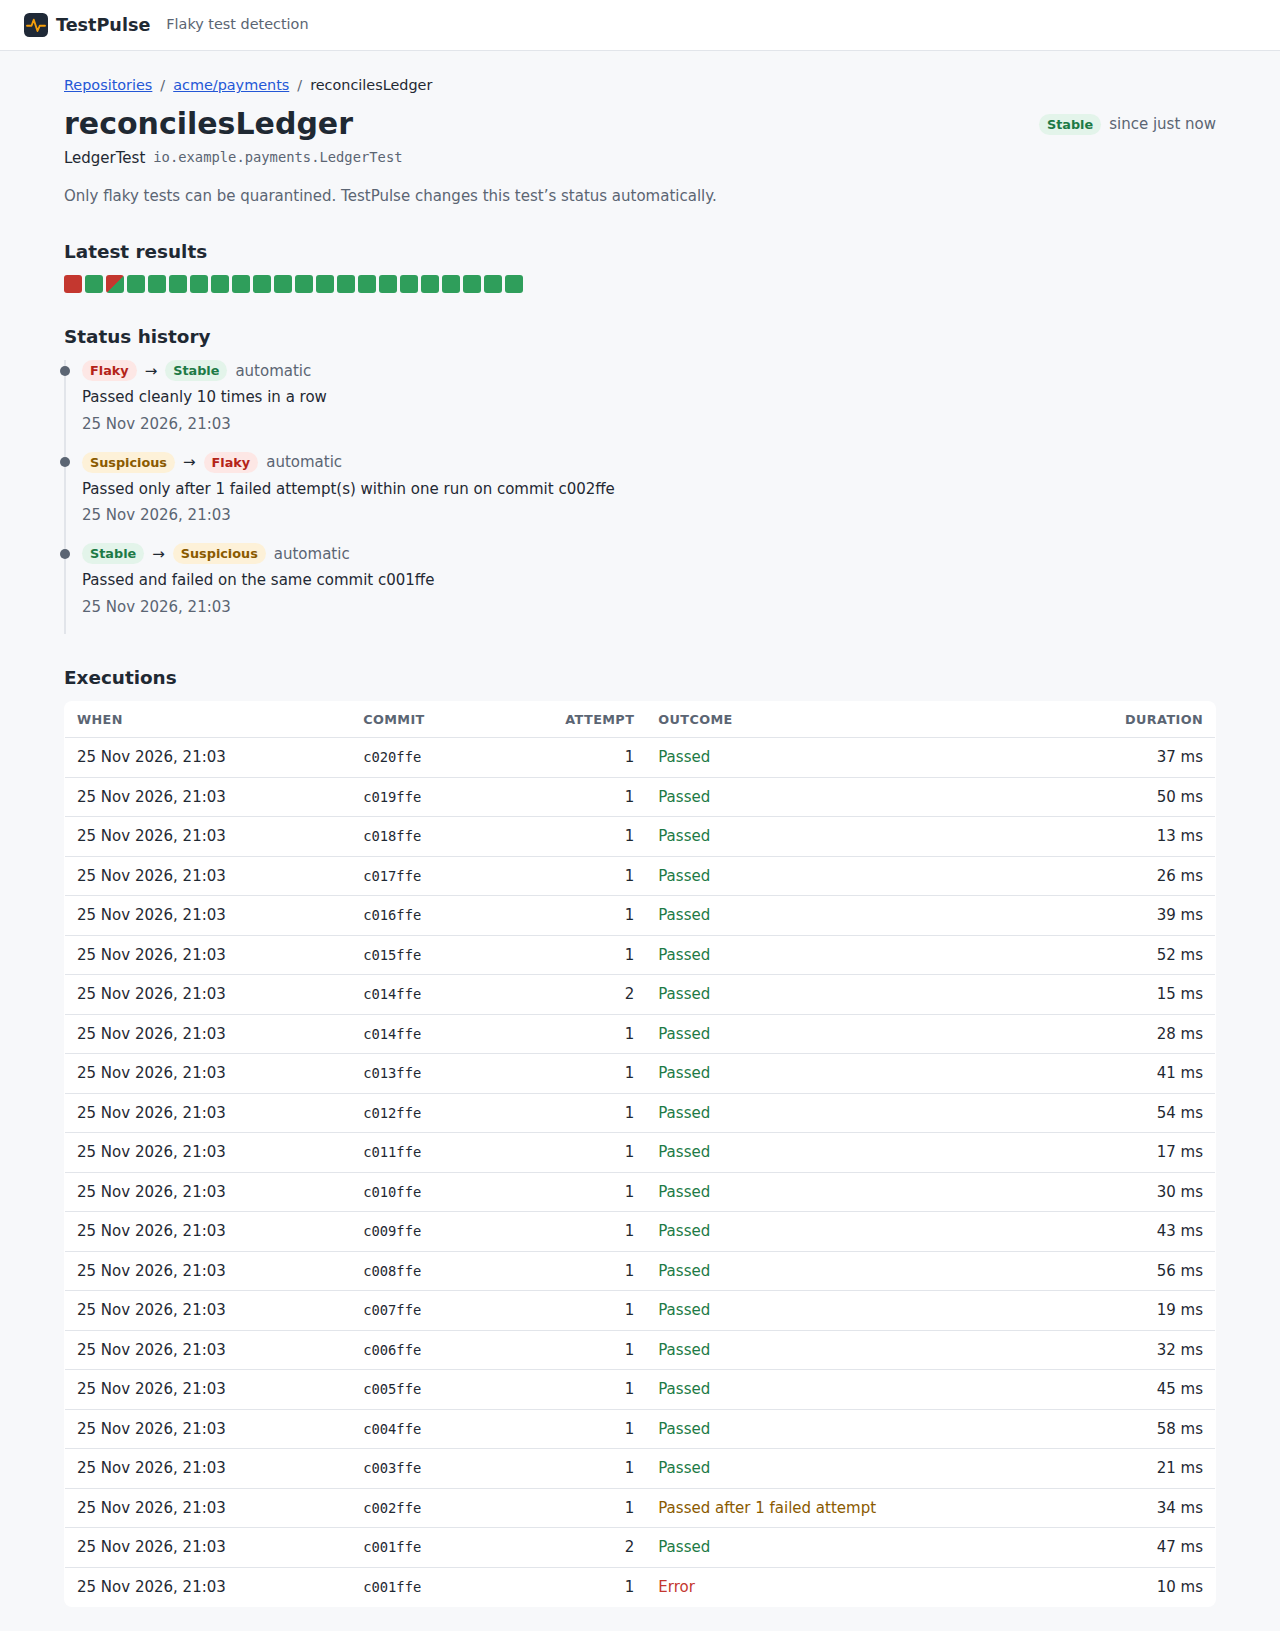 TestPulse Flaky test detection
Repositories / acme/payments / reconcilesLedger
reconcilesLedger
Stable since just now
LedgerTest io.example.payments.LedgerTest
Only flaky tests can be quarantined. TestPulse changes this test’s status automatically.
Latest results
Status history
Flaky → Stable automatic
Passed cleanly 10 times in a row
25 Nov 2026, 21:03
Suspicious → Flaky automatic
Passed only after 1 failed attempt(s) within one run on commit c002ffe
25 Nov 2026, 21:03
Stable → Suspicious automatic
Passed and failed on the same commit c001ffe
25 Nov 2026, 21:03
Executions
WHEN COMMIT ATTEMPT OUTCOME DURATION
25 Nov 2026, 21:03 c020ffe 1 Passed 37 ms
25 Nov 2026, 21:03 c019ffe 1 Passed 50 ms
25 Nov 2026, 21:03 c018ffe 1 Passed 13 ms
25 Nov 2026, 21:03 c017ffe 1 Passed 26 ms
25 Nov 2026, 21:03 c016ffe 1 Passed 39 ms
25 Nov 2026, 21:03 c015ffe 1 Passed 52 ms
25 Nov 2026, 21:03 c014ffe 2 Passed 15 ms
25 Nov 2026, 21:03 c014ffe 1 Passed 28 ms
25 Nov 2026, 21:03 c013ffe 1 Passed 41 ms
25 Nov 2026, 21:03 c012ffe 1 Passed 54 ms
25 Nov 2026, 21:03 c011ffe 1 Passed 17 ms
25 Nov 2026, 21:03 c010ffe 1 Passed 30 ms
25 Nov 2026, 21:03 c009ffe 1 Passed 43 ms
25 Nov 2026, 21:03 c008ffe 1 Passed 56 ms
25 Nov 2026, 21:03 c007ffe 1 Passed 19 ms
25 Nov 2026, 21:03 c006ffe 1 Passed 32 ms
25 Nov 2026, 21:03 c005ffe 1 Passed 45 ms
25 Nov 2026, 21:03 c004ffe 1 Passed 58 ms
25 Nov 2026, 21:03 c003ffe 1 Passed 21 ms
25 Nov 2026, 21:03 c002ffe 1 Passed after 1 failed attempt 34 ms
25 Nov 2026, 21:03 c001ffe 2 Passed 47 ms
25 Nov 2026, 21:03 c001ffe 1 Error 10 ms